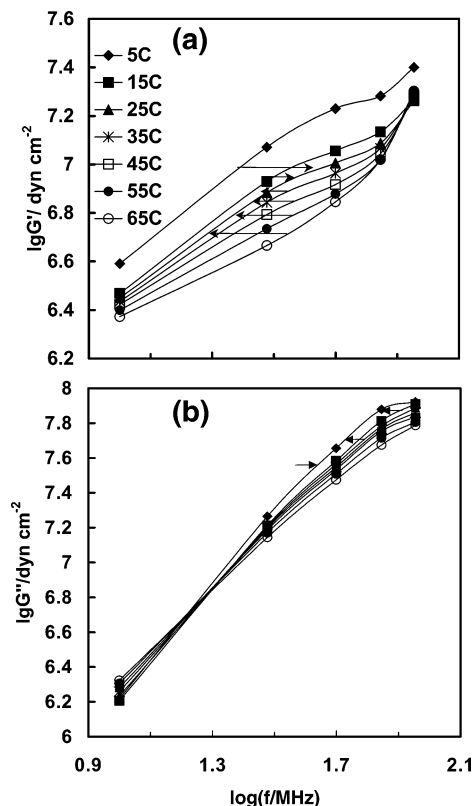 7.6
(a)
5C
7.4
15C
25C
7.2
35C
45C
7
55C
65C
6.8
6.6
6.4
6.2
lgG'/ dyn cm-2
8
(b)
7.8
7.6
7.4
7.2
7
6.8
6.6
6.4
6.2
6
lgG''/dyn cm-2
0.9 1.3 1.7 2.1
log(f/MHz)